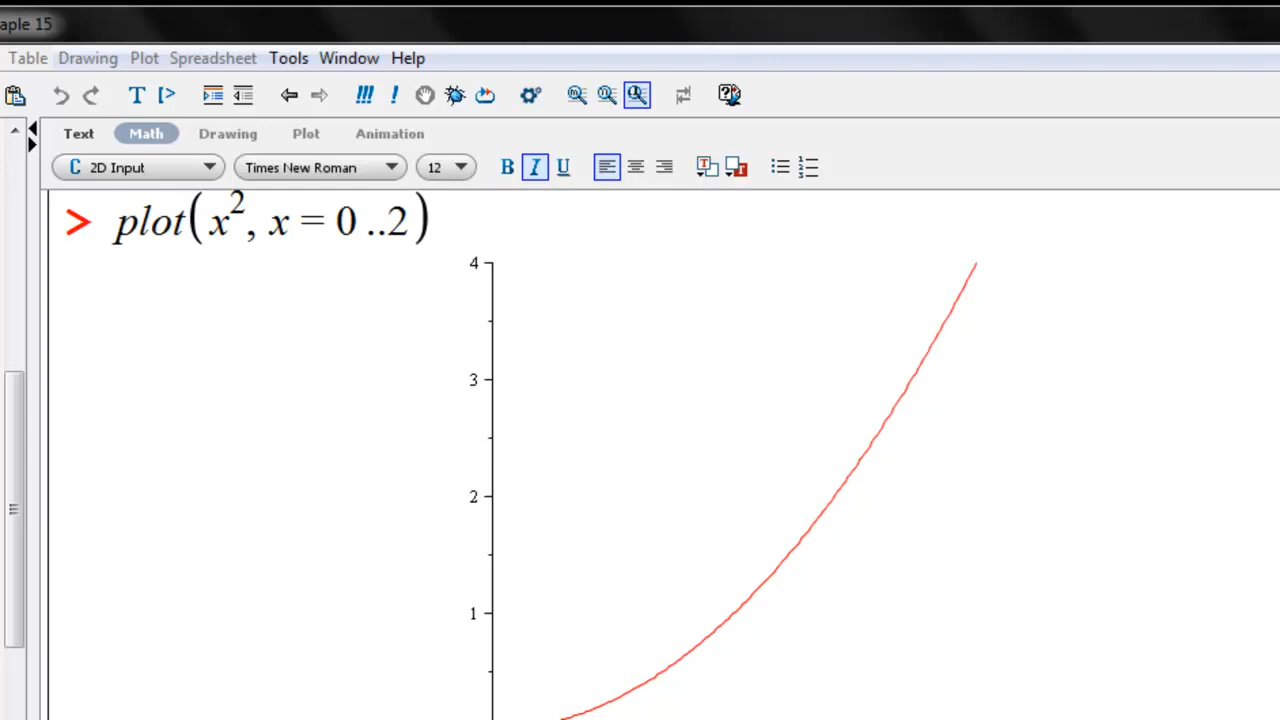 aple 15
Table Drawing Plot Spreadsheet Tools Window Help
T [> !!! !
Text Math Drawing Plot Animation
C 2D Input Times New Roman 12 B I U
> plot(x², x = 0 ..2)
4
3
2
1